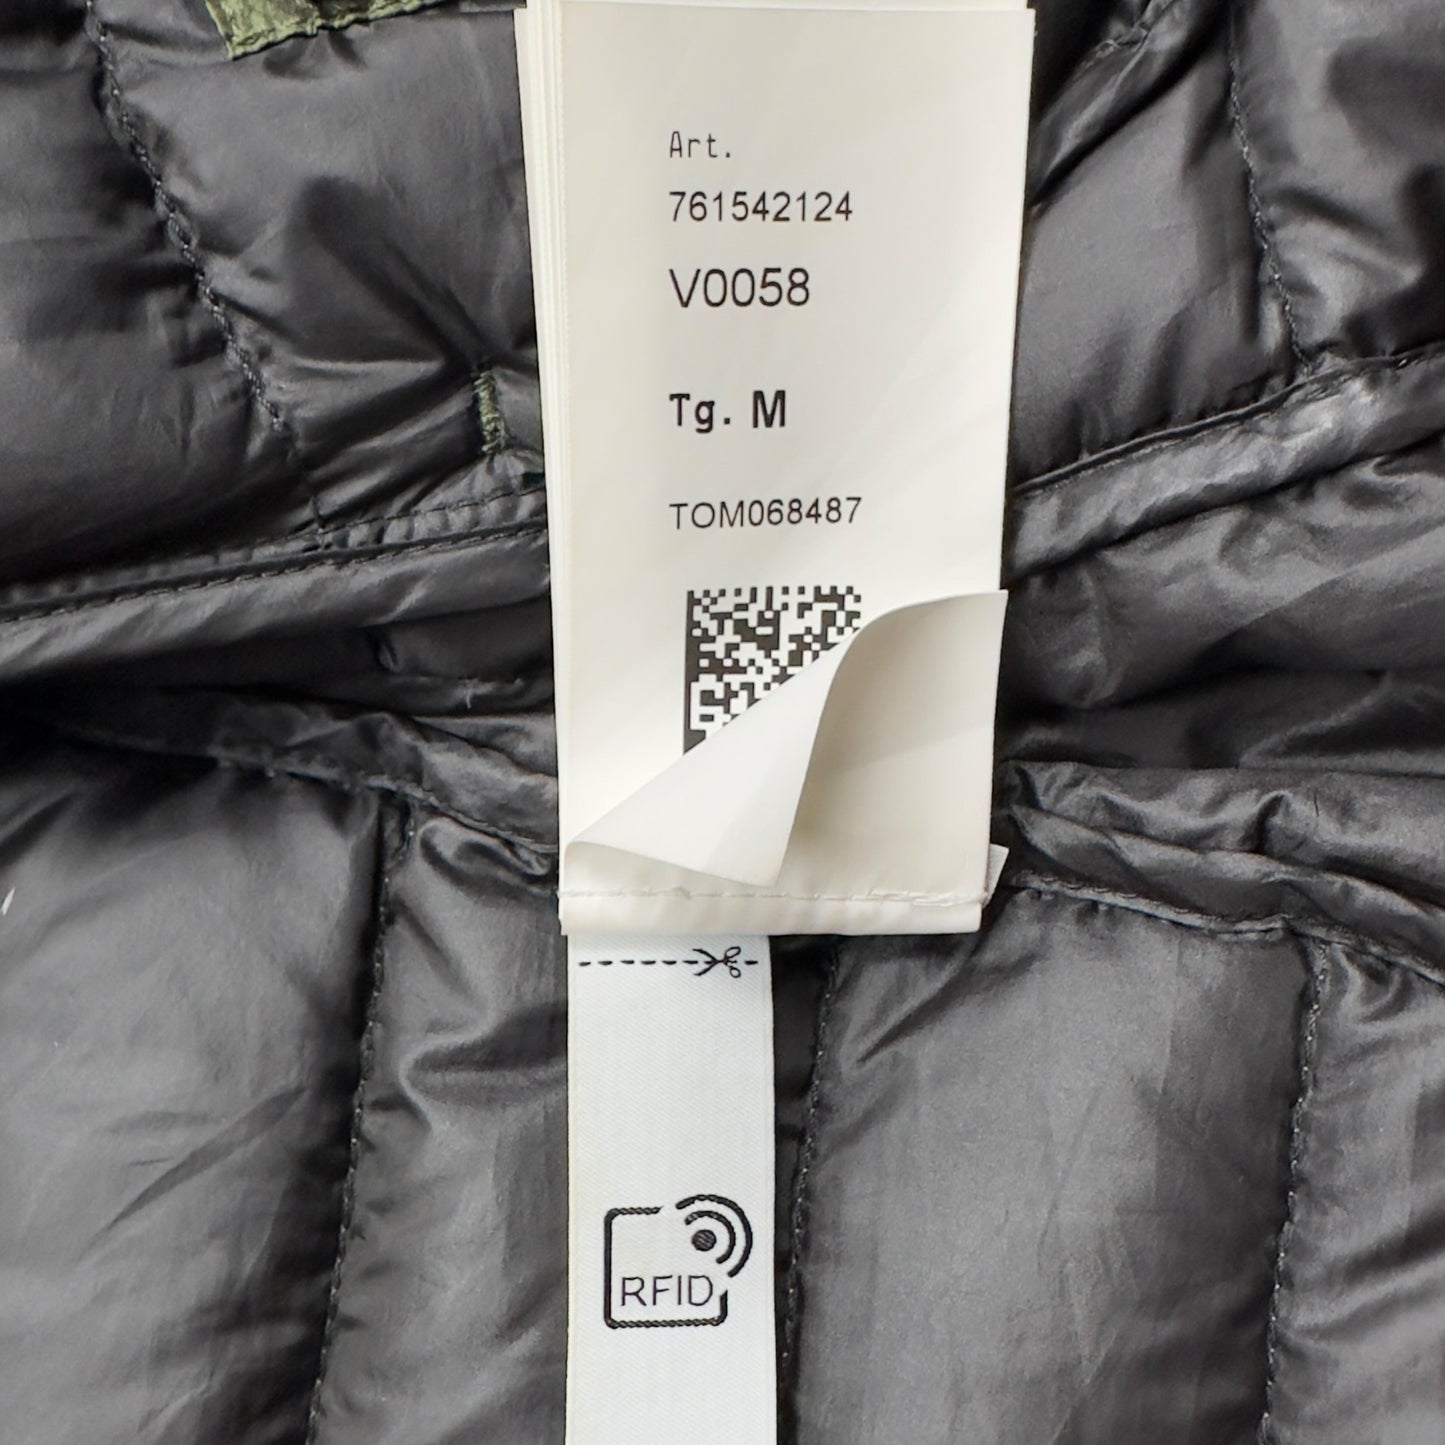 Art.
761542124
V0058
Tg. M
TOM068487
RFID